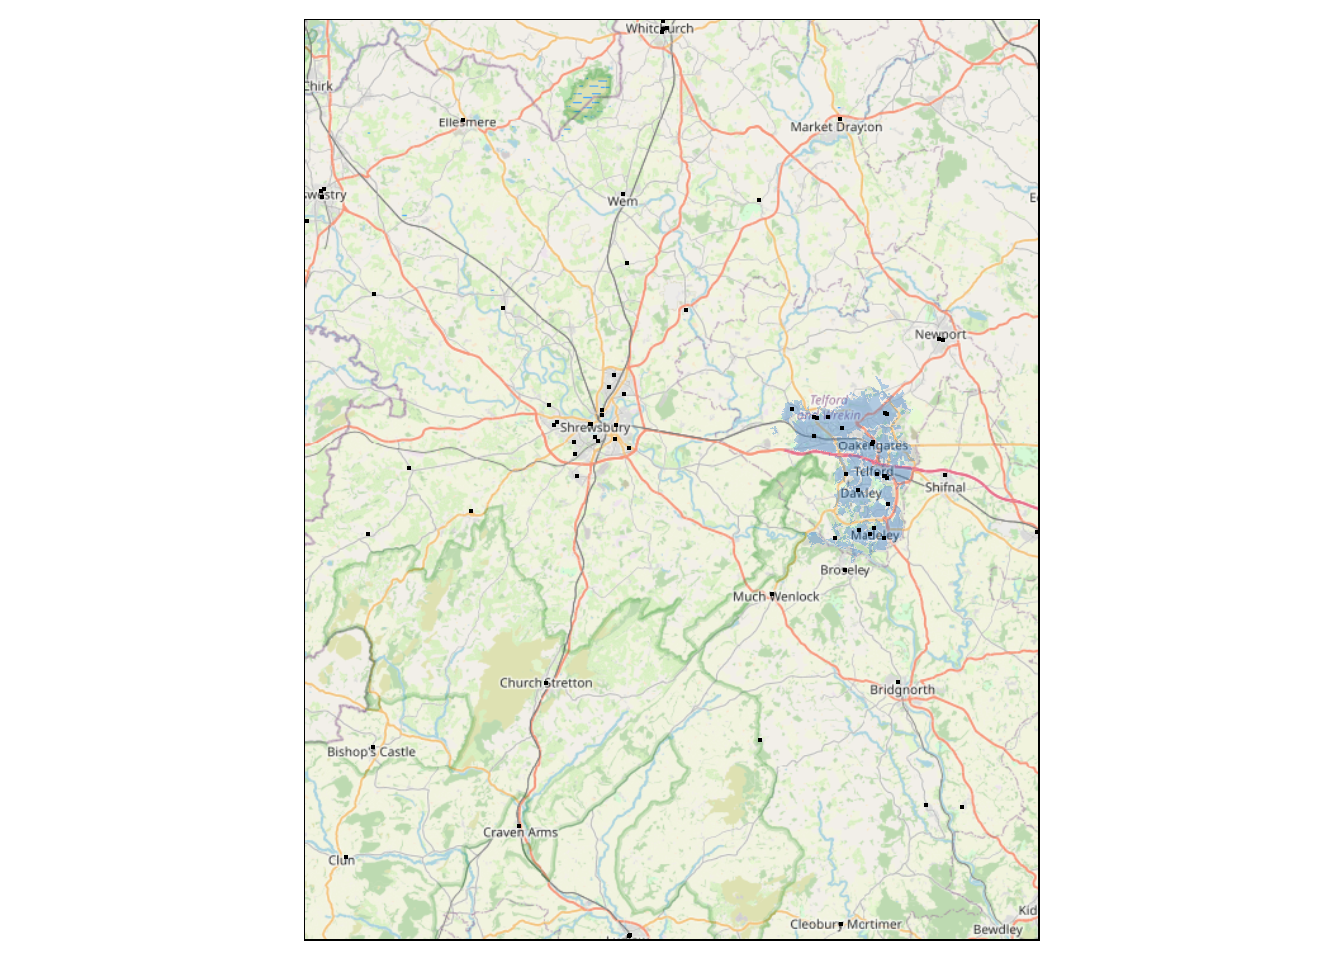 Whitchurch
Chirk
Ellesmere
Market Drayton
swestry
Wem
E
Newport
Telford
and Wrekin
Shrewsbury
Oakengates
Telford
Shifnal
Dawley
Madeley
Broseley
Much Wenlock
Church Stretton
Bridgnorth
Bishop's Castle
Craven Arms
Clun
Kid
Cleobury Mortimer
Bewdley